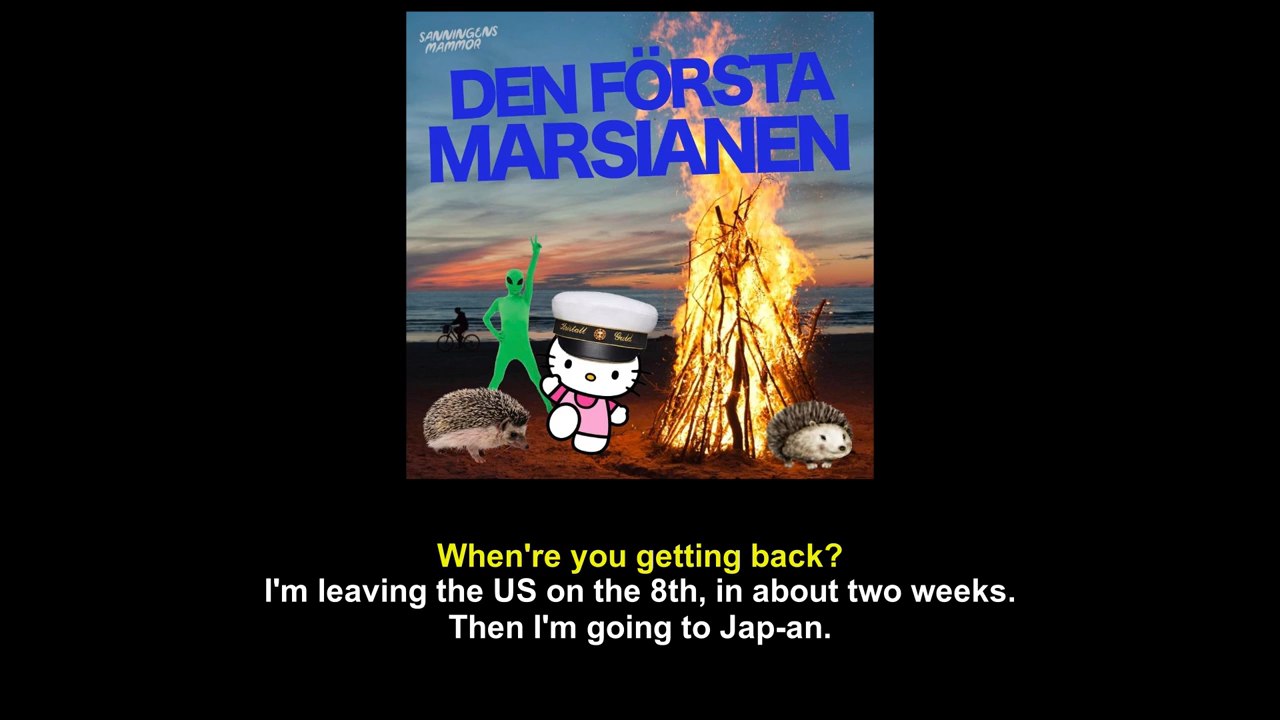 SANNINGENS
MAMMOR
DEN FÖRSTA
MARSIANEN
When're you getting back?
I'm leaving the US on the 8th, in about two weeks.
Then I'm going to Jap-an.